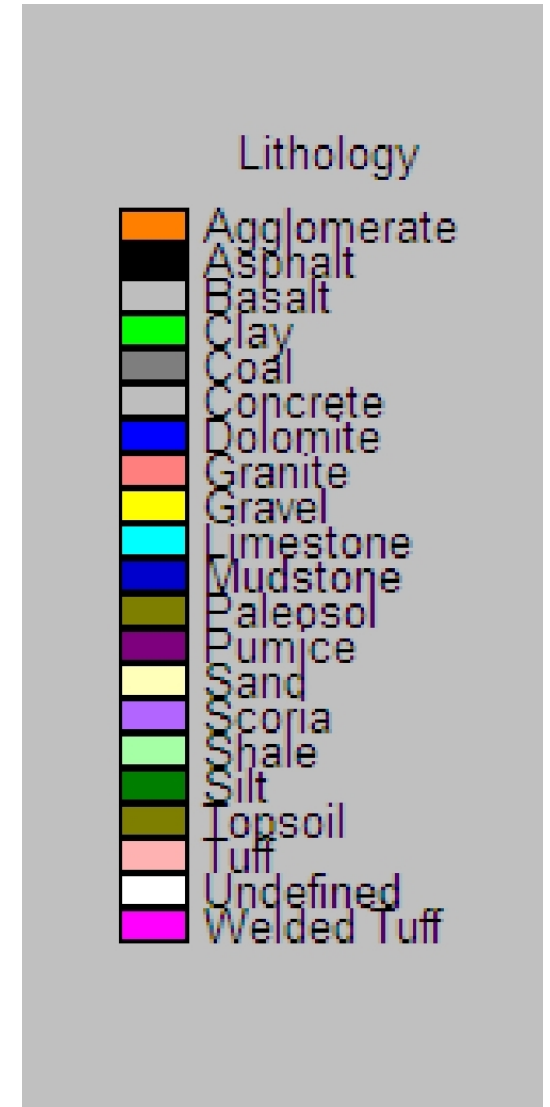 Lithology
Agglomerate
Asphalt
Basalt
Clay
Coal
Concrete
Dolomite
Granite
Gravel
Limestone
Mudstone
Paleosol
Pumice
Sand
Scoria
Shale
Silt
Topsoil
Tuff
Undefined
Welded Tuff